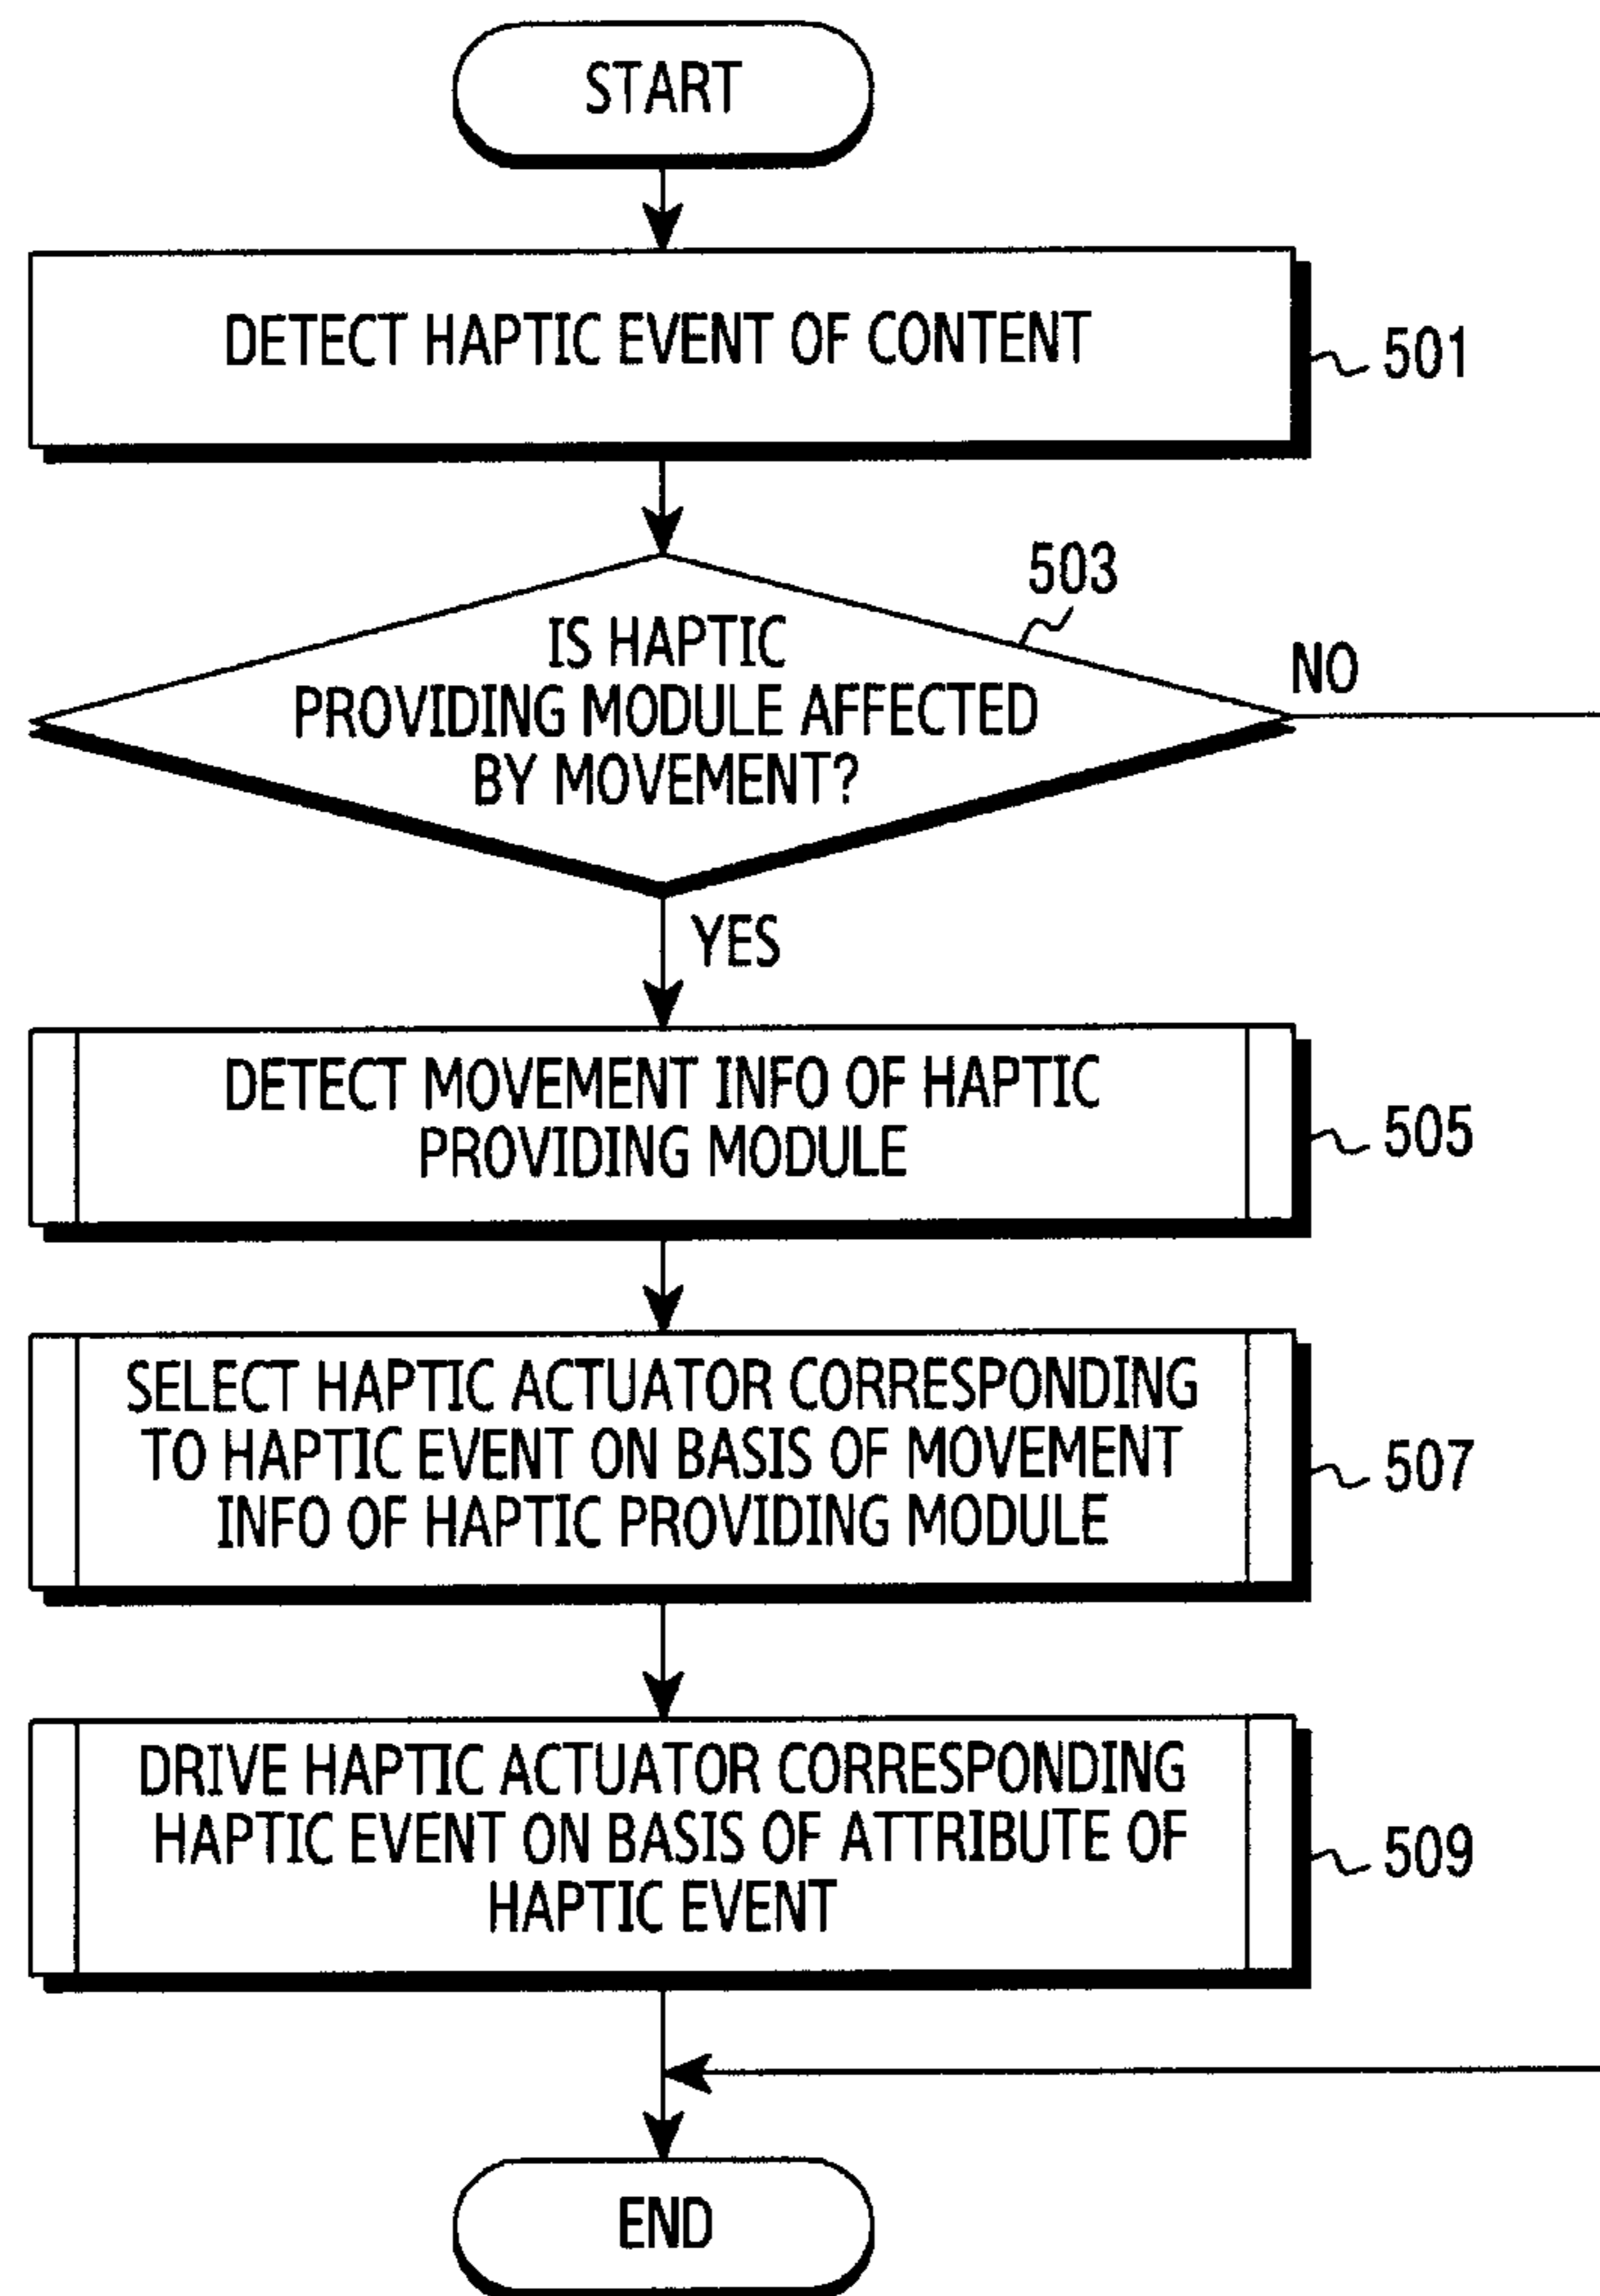 START
DETECT HAPTIC EVENT OF CONTENT
501
503
IS HAPTIC
PROVIDING MODULE AFFECTED
BY MOVEMENT?
NO
YES
DETECT MOVEMENT INFO OF HAPTIC
PROVIDING MODULE
505
SELECT HAPTIC ACTUATOR CORRESPONDING
TO HAPTIC EVENT ON BASIS OF MOVEMENT
INFO OF HAPTIC PROVIDING MODULE
507
DRIVE HAPTIC ACTUATOR CORRESPONDING
HAPTIC EVENT ON BASIS OF ATTRIBUTE OF
HAPTIC EVENT
509
END